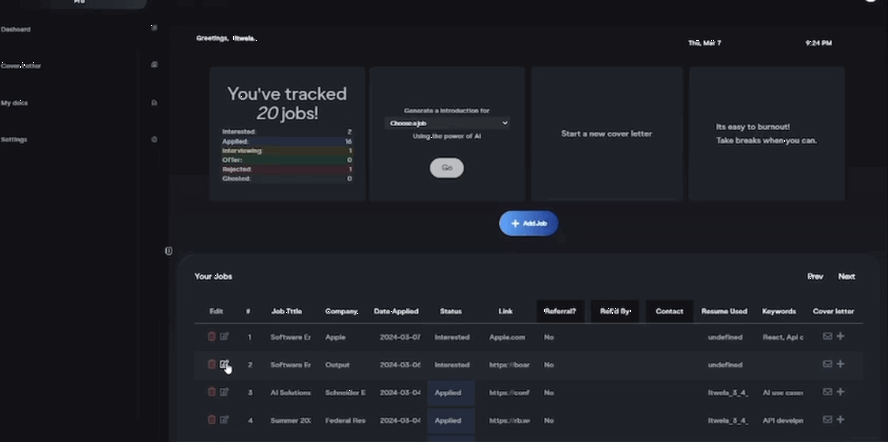 Pro
Dashboard
Cover Letter
My docs
Settings
Greetings, Itwela..
Thu, Mar 7
9:24 PM
You've tracked
20 jobs!
Interested: 2
Applied: 16
Interviewing: 1
Offer: 0
Rejected: 1
Ghosted: 0
Generate a introduction for
Choose a job
Using the power of AI
Go
Start a new cover letter
Its easy to burnout!
Take breaks when you can.
+ Add Job
Your Jobs
Prev Next
Edit # Job Title Company Date Applied Status Link Referral? Ref'd By Contact Resume Used Keywords Cover letter
1 Software Er Apple 2024-03-07 Interested Apple.com No undefined React, Api c
2 Software Er Output 2024-03-06 Interested https://boar No undefined
3 AI Solutions Schneider E 2024-03-04 Applied https://conf No Itwela_3_4_ AI use cases
4 Summer 202 Federal Res 2024-03-04 Applied https://rb.w No Itwela_3_4_ API developm